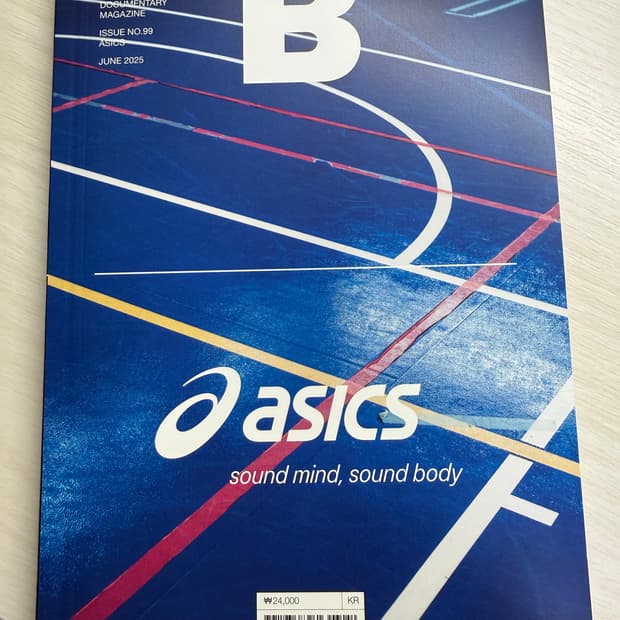 DOCUMENTARY
MAGAZINE
ISSUE NO.99
ASICS
JUNE 2025
B
asics
sound mind, sound body
₩24,000
KR